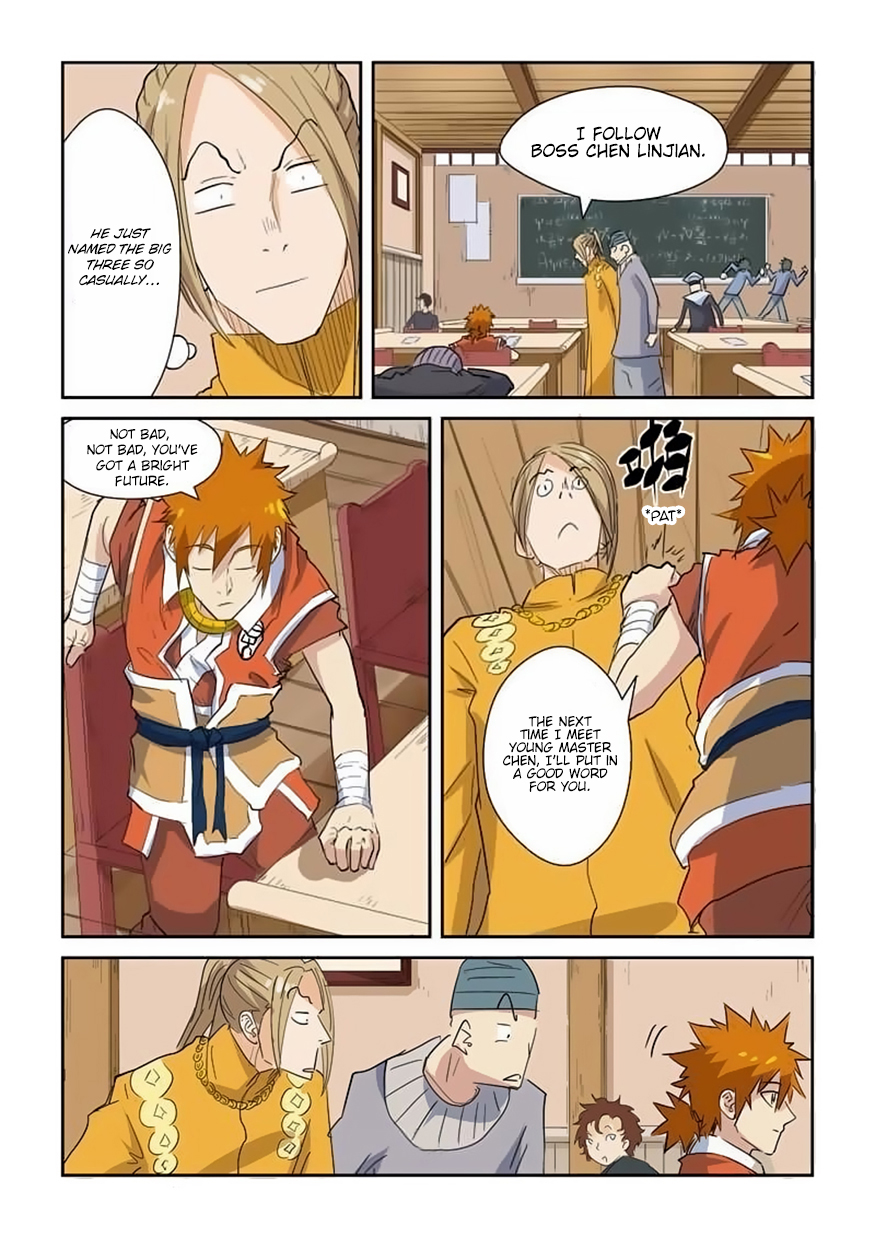 HE JUST
NAMED THE BIG
THREE SO
CASUALLY...
I FOLLOW
BOSS CHEN LINJIAN.
NOT BAD,
NOT BAD, YOU'VE
GOT A BRIGHT
FUTURE.
*PAT*
THE NEXT
TIME I MEET
YOUNG MASTER
CHEN, I'LL PUT IN
A GOOD WORD
FOR YOU.